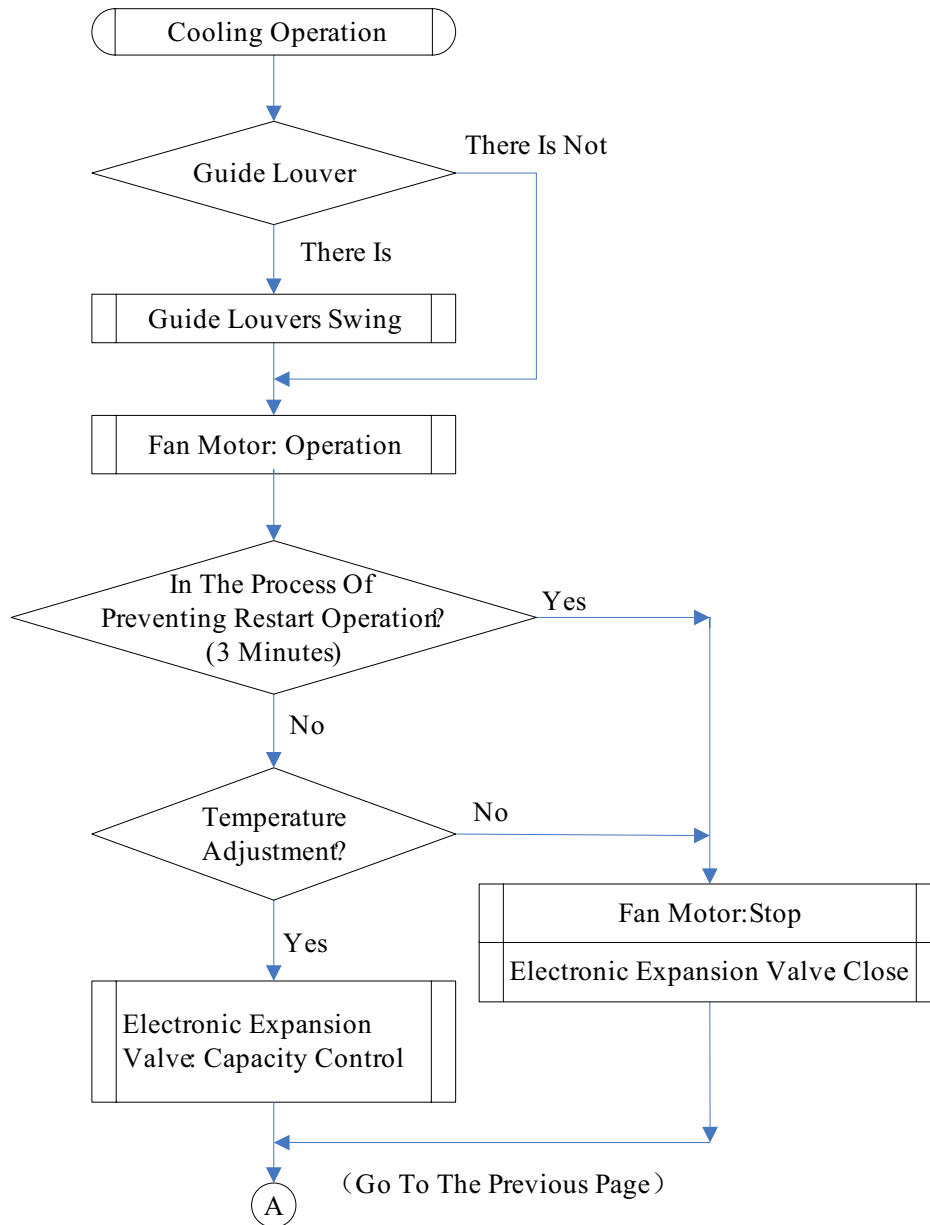 Cooling Operation
There Is Not
Guide Louver
There Is
Guide Louvers Swing
Fan Motor: Operation
In The Process Of
Preventing Restart Operation?
(3 Minutes)
Yes
No
Temperature
Adjustment?
No
Yes
Fan Motor:Stop
Electronic Expansion Valve: Close
Electronic Expansion
Valve: Capacity Control
(Go To The Previous Page)
A